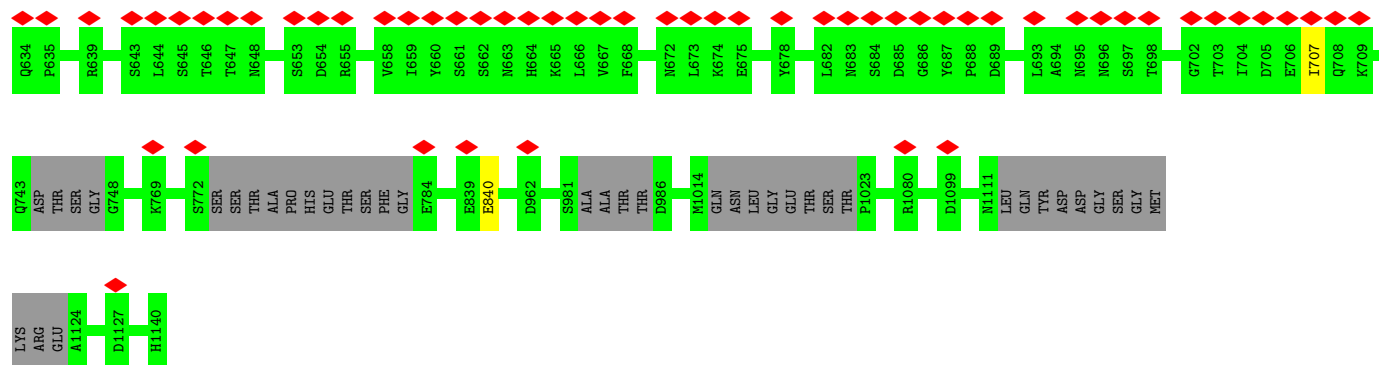 Q634 P635 R639 S643 L644 S645 T646 T647 N648 S653 D654 R655 V658 I659 Y660 S661 S662 N663 H664 K665 L666 V667 F668 N672 L673 K674 E675 Y678 L682 N683 S684 D685 G686 Y687 P688 D689 L693 A694 N695 N696 S697 T698 G702 T703 I704 D705 E706 I707 Q708 K709
Q743 ASP THR SER GLY G748 K769 S772 SER SER THR ALA PRO HIS GLU THR SER PHE GLY E784 E839 E840 D962 S981 ALA ALA THR THR D986 M1014 GLN ASN LEU GLY GLU THR SER THR P1023 R1080 D1099 N1111 LEU GLN TYR ASP ASP GLY SER GLY MET
LYS ARG GLU A1124 D1127 H1140